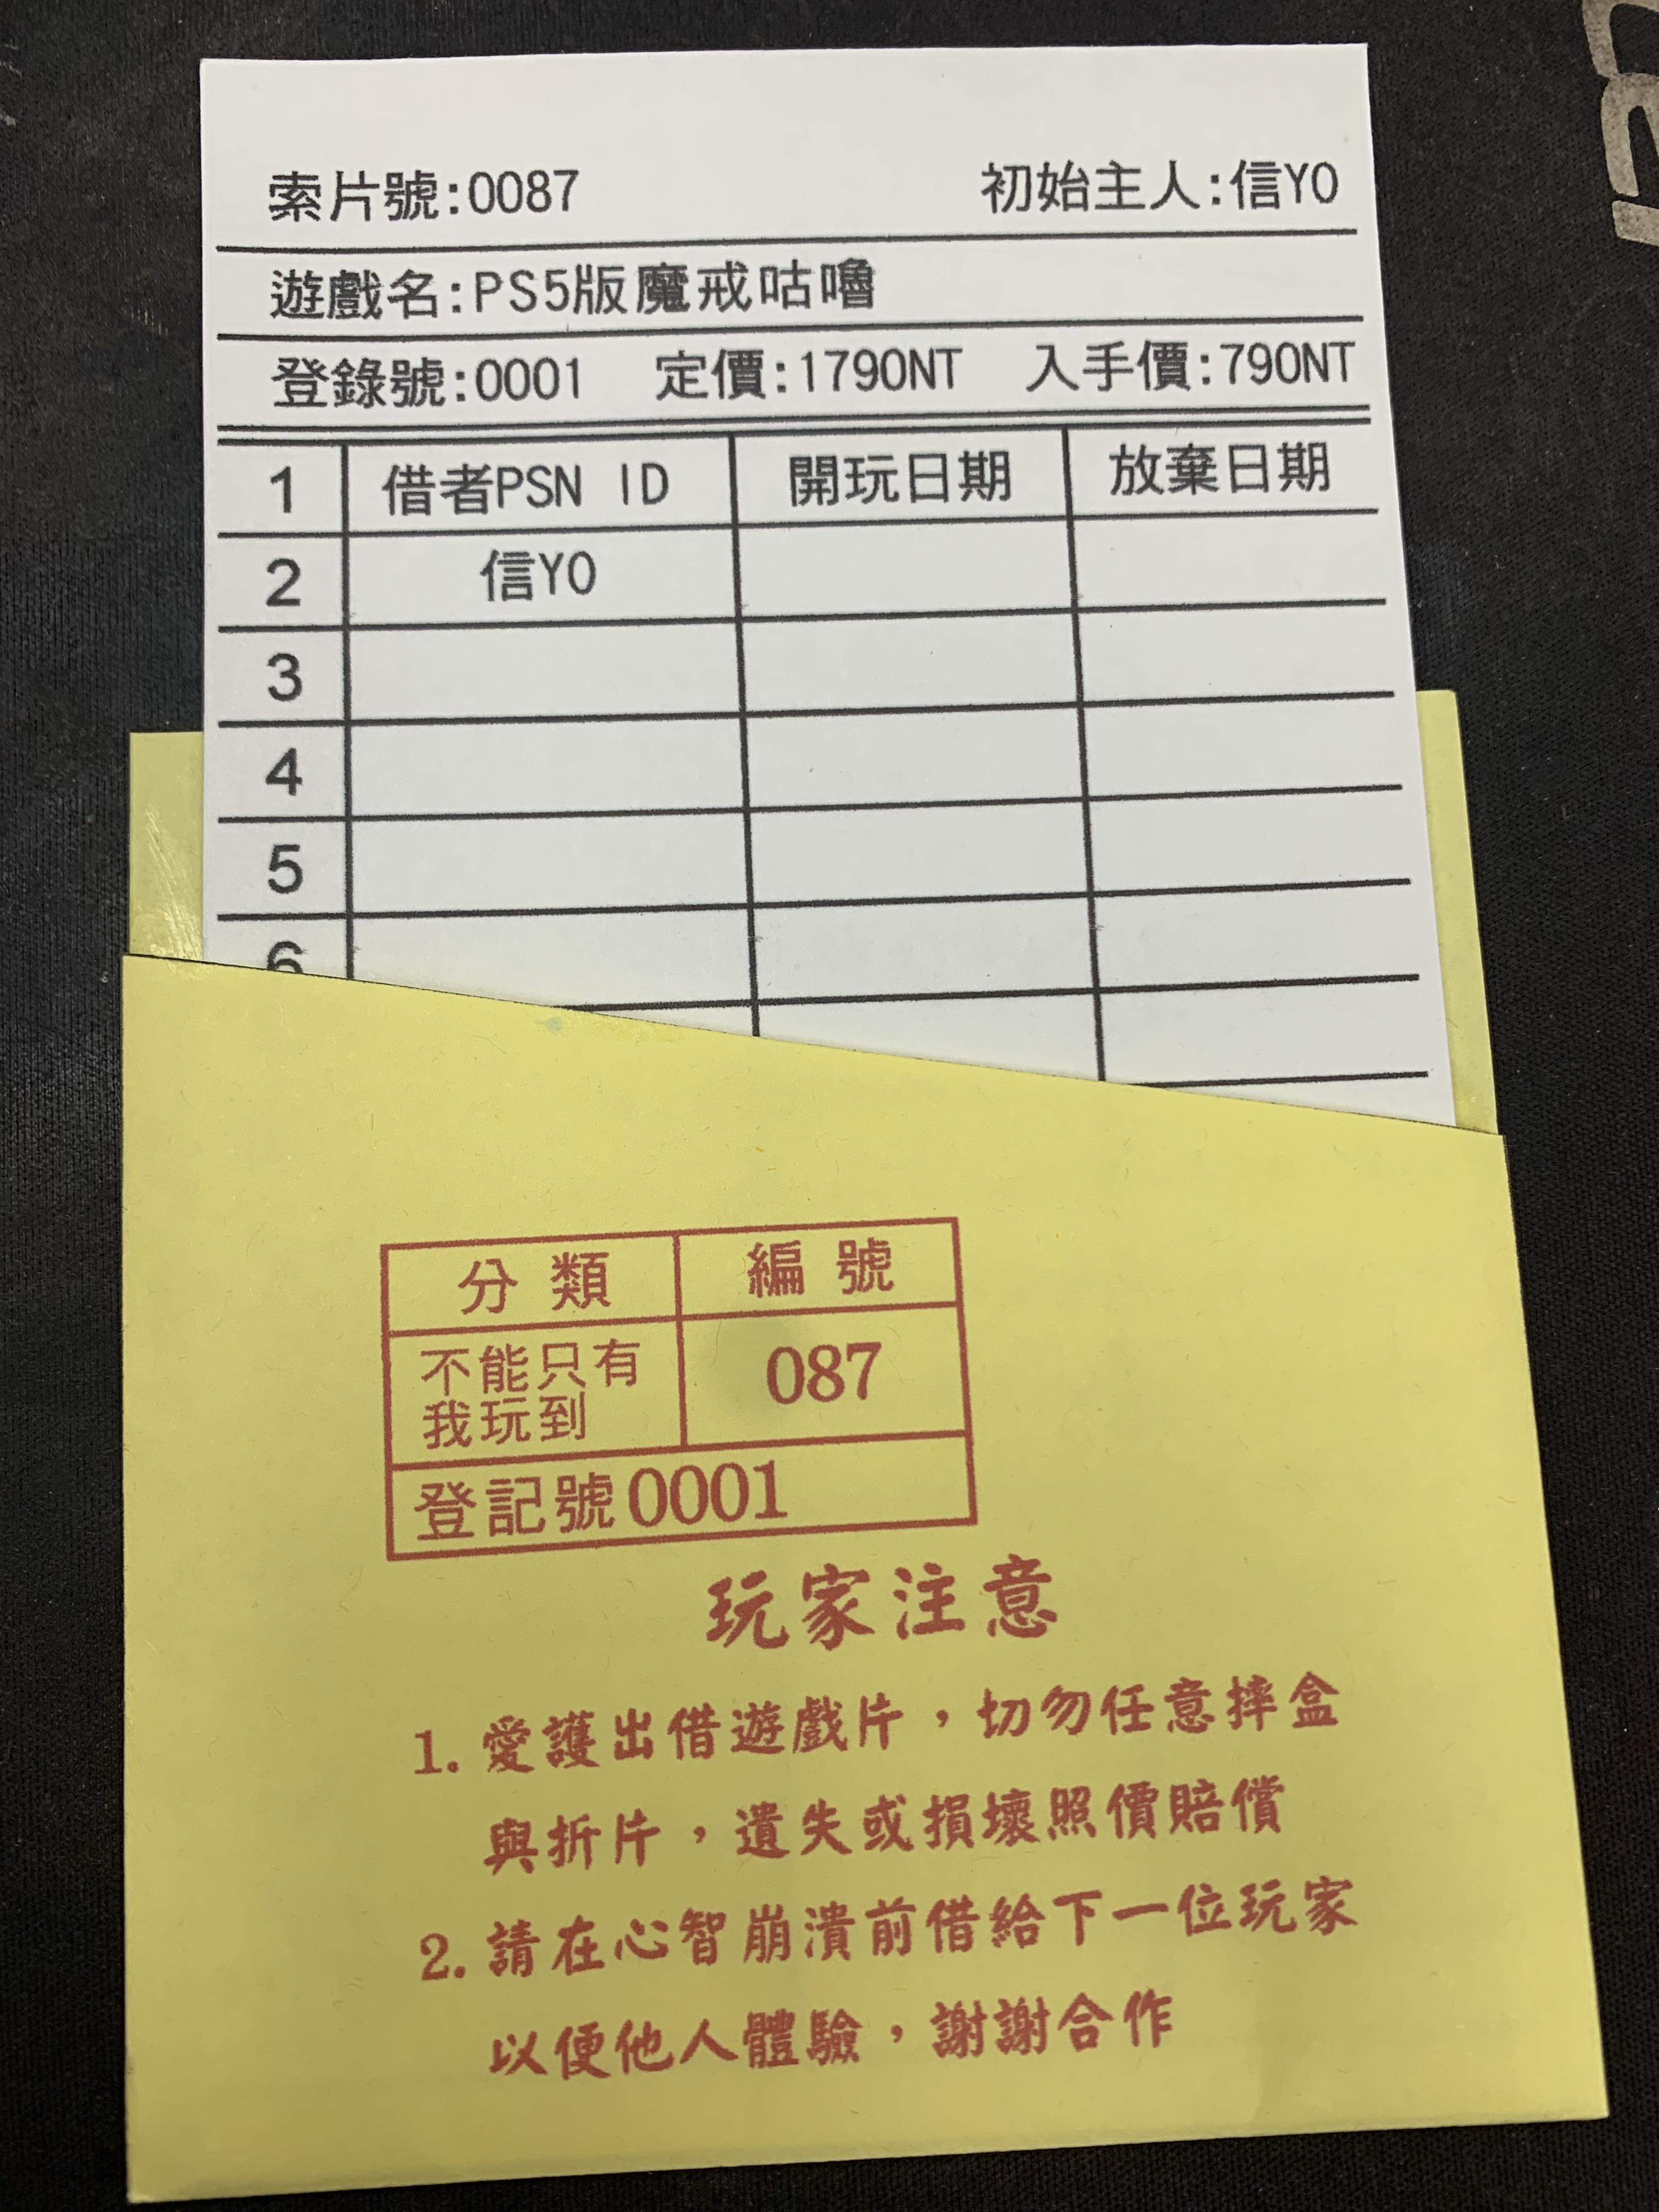 索片號:0087 初始主人:信YO
遊戲名:PS5版魔戒咕嚕
登錄號:0001 定價:1790NT 入手價:790NT
1 借者PSN ID 開玩日期 放棄日期
2 信YO
3
4
5
6
分類 編號
不能只有
我玩到
087
登記號0001
玩家注意
1. 愛護出借遊戲片，切勿任意摔盒
與折片，遺失或損壞照價賠償
2. 請在心智崩潰前借給下一位玩家
以便他人體驗，謝謝合作